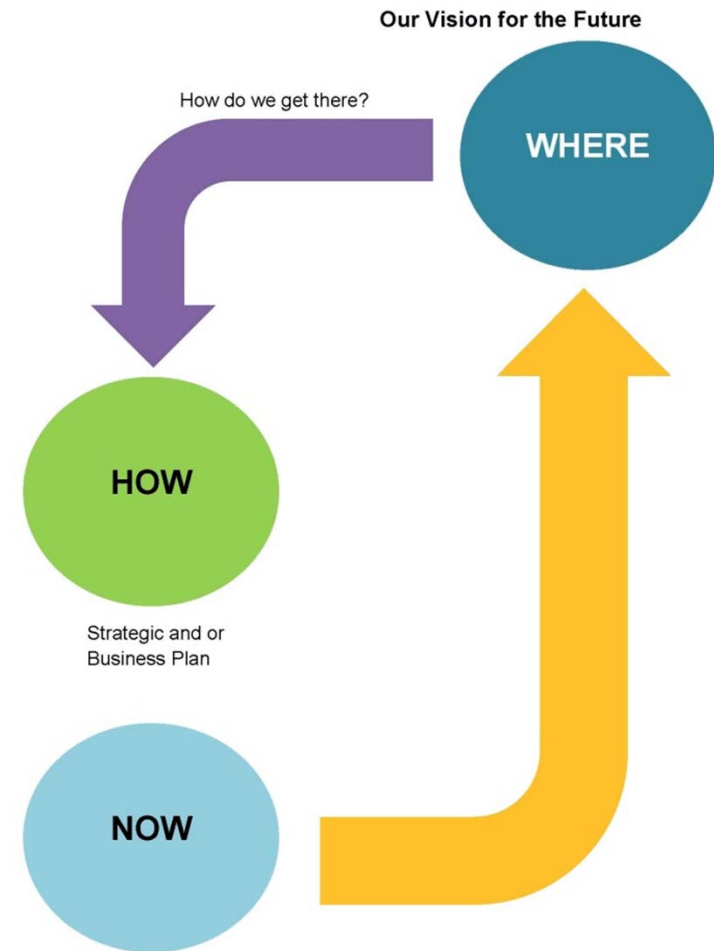 Our Vision for the Future
How do we get there?
WHERE
HOW
Strategic and or
Business Plan
NOW